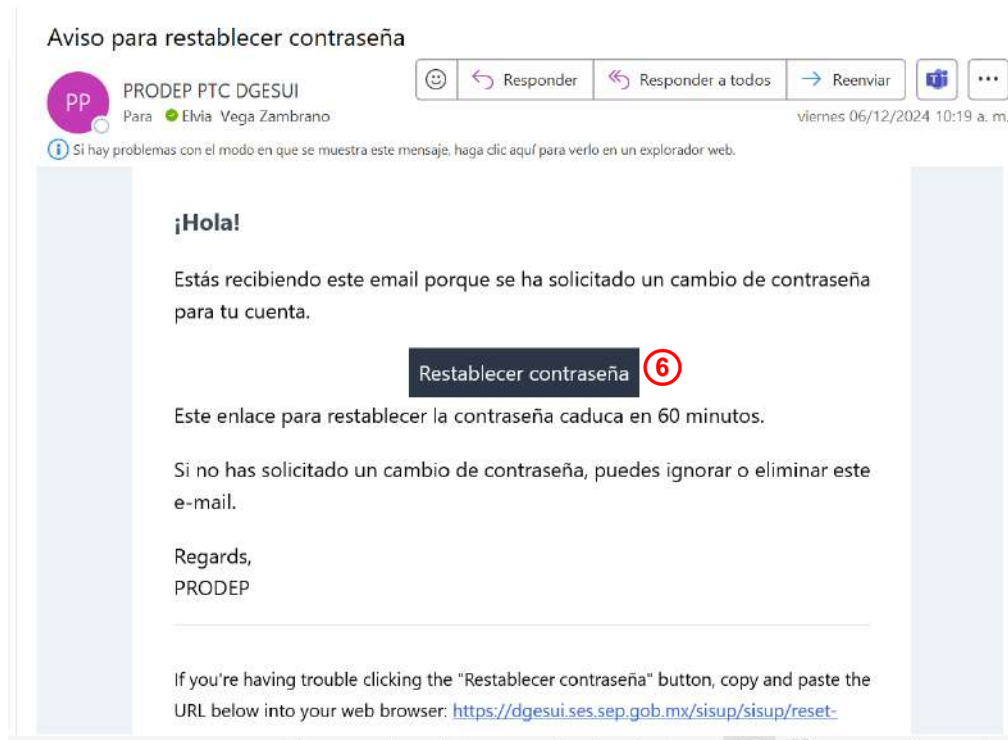 Aviso para restablecer contraseña
PP
PRODEP PTC DGESUI
Responder
Responder a todos
Reenviar
Para Elvia Vega Zambrano
viernes 06/12/2024 10:19 a. m.
Si hay problemas con el modo en que se muestra este mensaje, haga clic aquí para verlo en un explorador web.
¡Hola!
Estás recibiendo este email porque se ha solicitado un cambio de contraseña
para tu cuenta.
Restablecer contraseña
6
Este enlace para restablecer la contraseña caduca en 60 minutos.
Si no has solicitado un cambio de contraseña, puedes ignorar o eliminar este
e-mail.
Regards,
PRODEP
If you're having trouble clicking the "Restablecer contraseña" button, copy and paste the
URL below into your web browser: https://dgesui.ses.sep.gob.mx/sisup/sisup/reset-